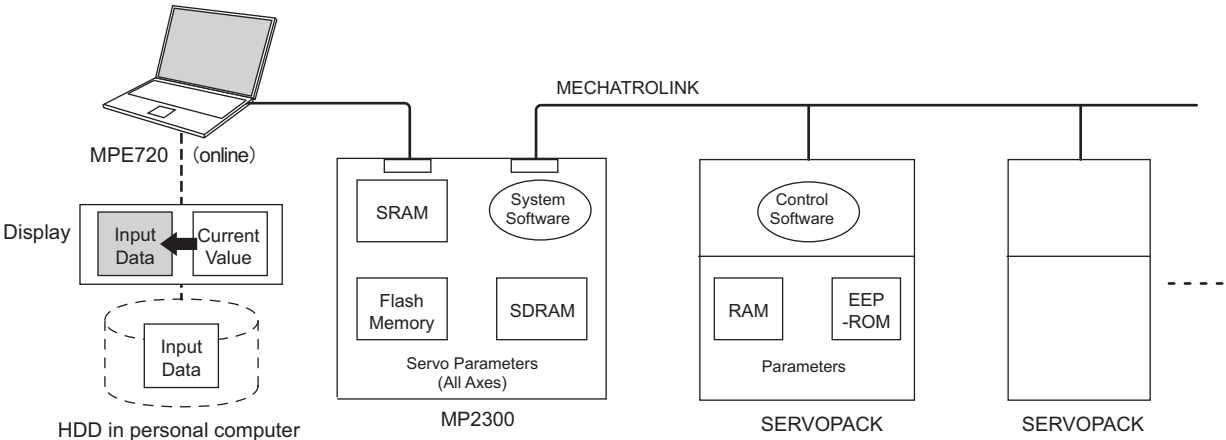 MECHATROLINK
MPE720 (online)
Display
Input
Data
Current
Value
Input
Data
HDD in personal computer
SRAM
System
Software
Flash
Memory
SDRAM
Servo Parameters
(All Axes)
MP2300
Control
Software
RAM
EEP
-ROM
Parameters
SERVOPACK
SERVOPACK